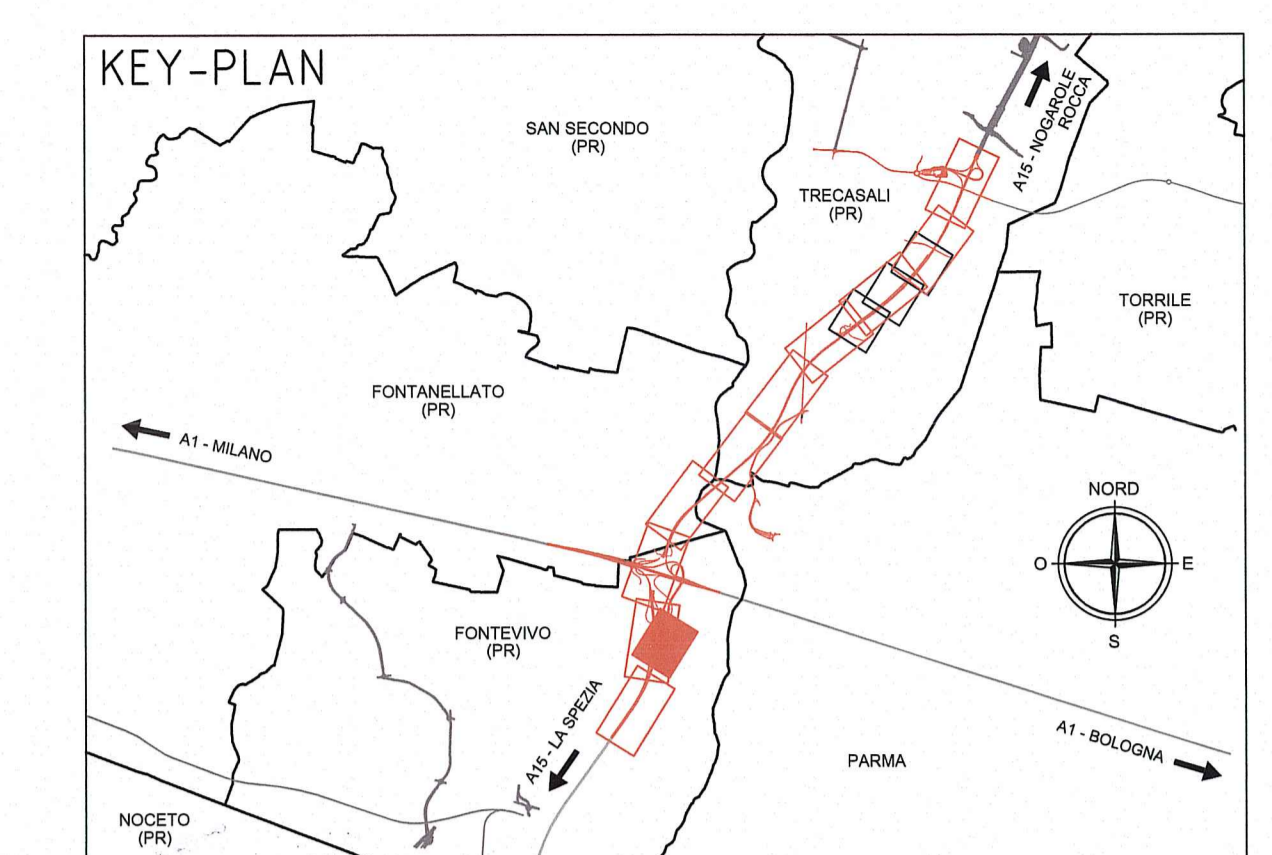 KEY-PLAN
SAN SECONDO
(PR)
A15 - NOGAROLE
ROCCA
TRECASALI
(PR)
TORRILE
(PR)
FONTANELLATO
(PR)
A1 - MILANO
NORD
O
E
S
FONTEVIVO
(PR)
A15 - LA SPEZIA
A1 - BOLOGNA
PARMA
NOCETO
(PR)